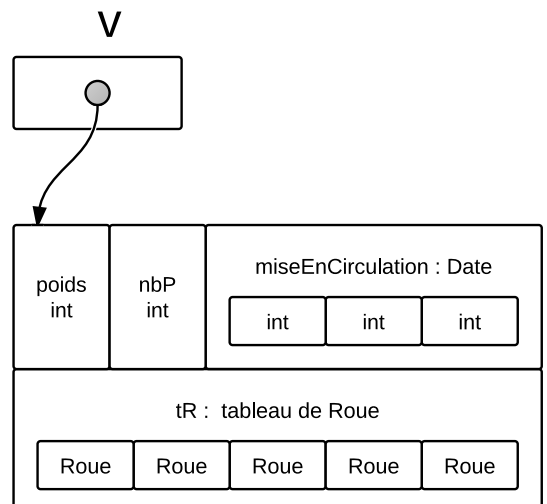 V
poids
int
nbP
int
miseEnCirculation : Date
int int int
tR : tableau de Roue
Roue Roue Roue Roue Roue